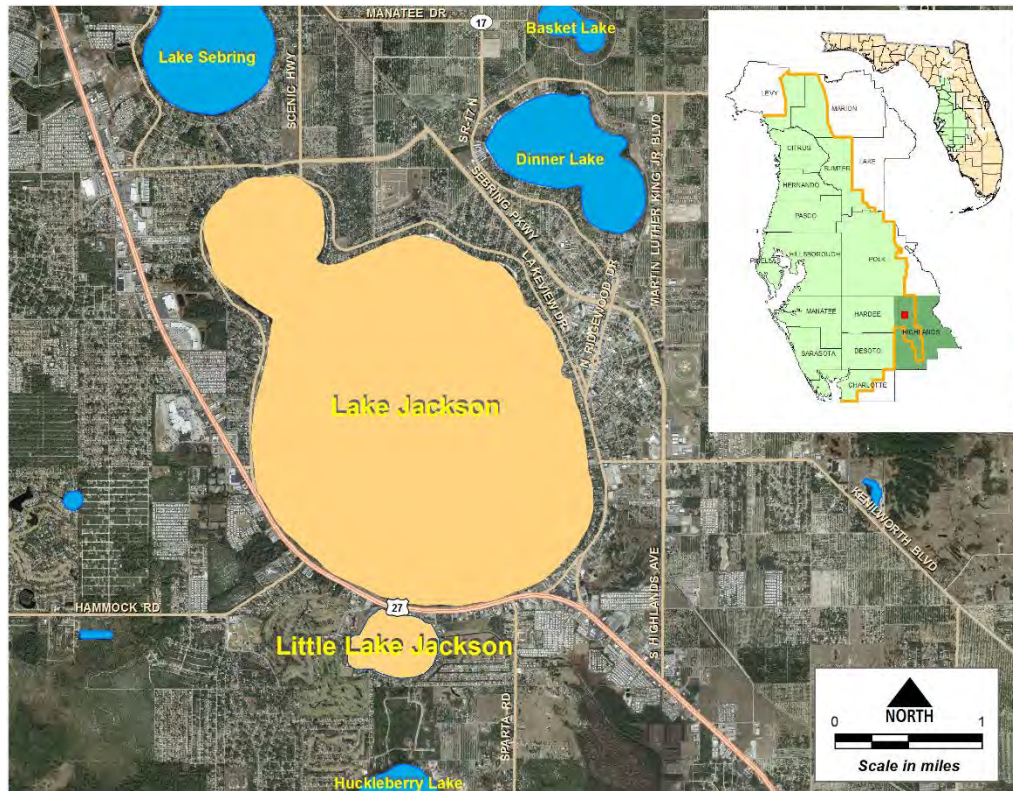 MANATEE DR
17
Basket Lake
Lake Sebring
SCENIC HWY
SR-17 N
Dinner Lake
SEBRING PKWY
MARTIN LUTHER KING JR BLVD
LAKEVIEW DR
N RIDGEWOOD DR
Lake Jackson
KENILWORTH BLVD
S HIGHLANDS AVE
HAMMOCK RD
27
Little Lake Jackson
SPARTA RD
Huckleberry Lake
LEVY
MARION
CITRUS
SUMTER
LAKE
HERNANDO
PASCO
PINELLAS
HILLSBOROUGH
POLK
MANATEE
HARDEE
HIGHLANDS
SARASOTA
DESOTO
CHARLOTTE
NORTH
0 1
Scale in miles